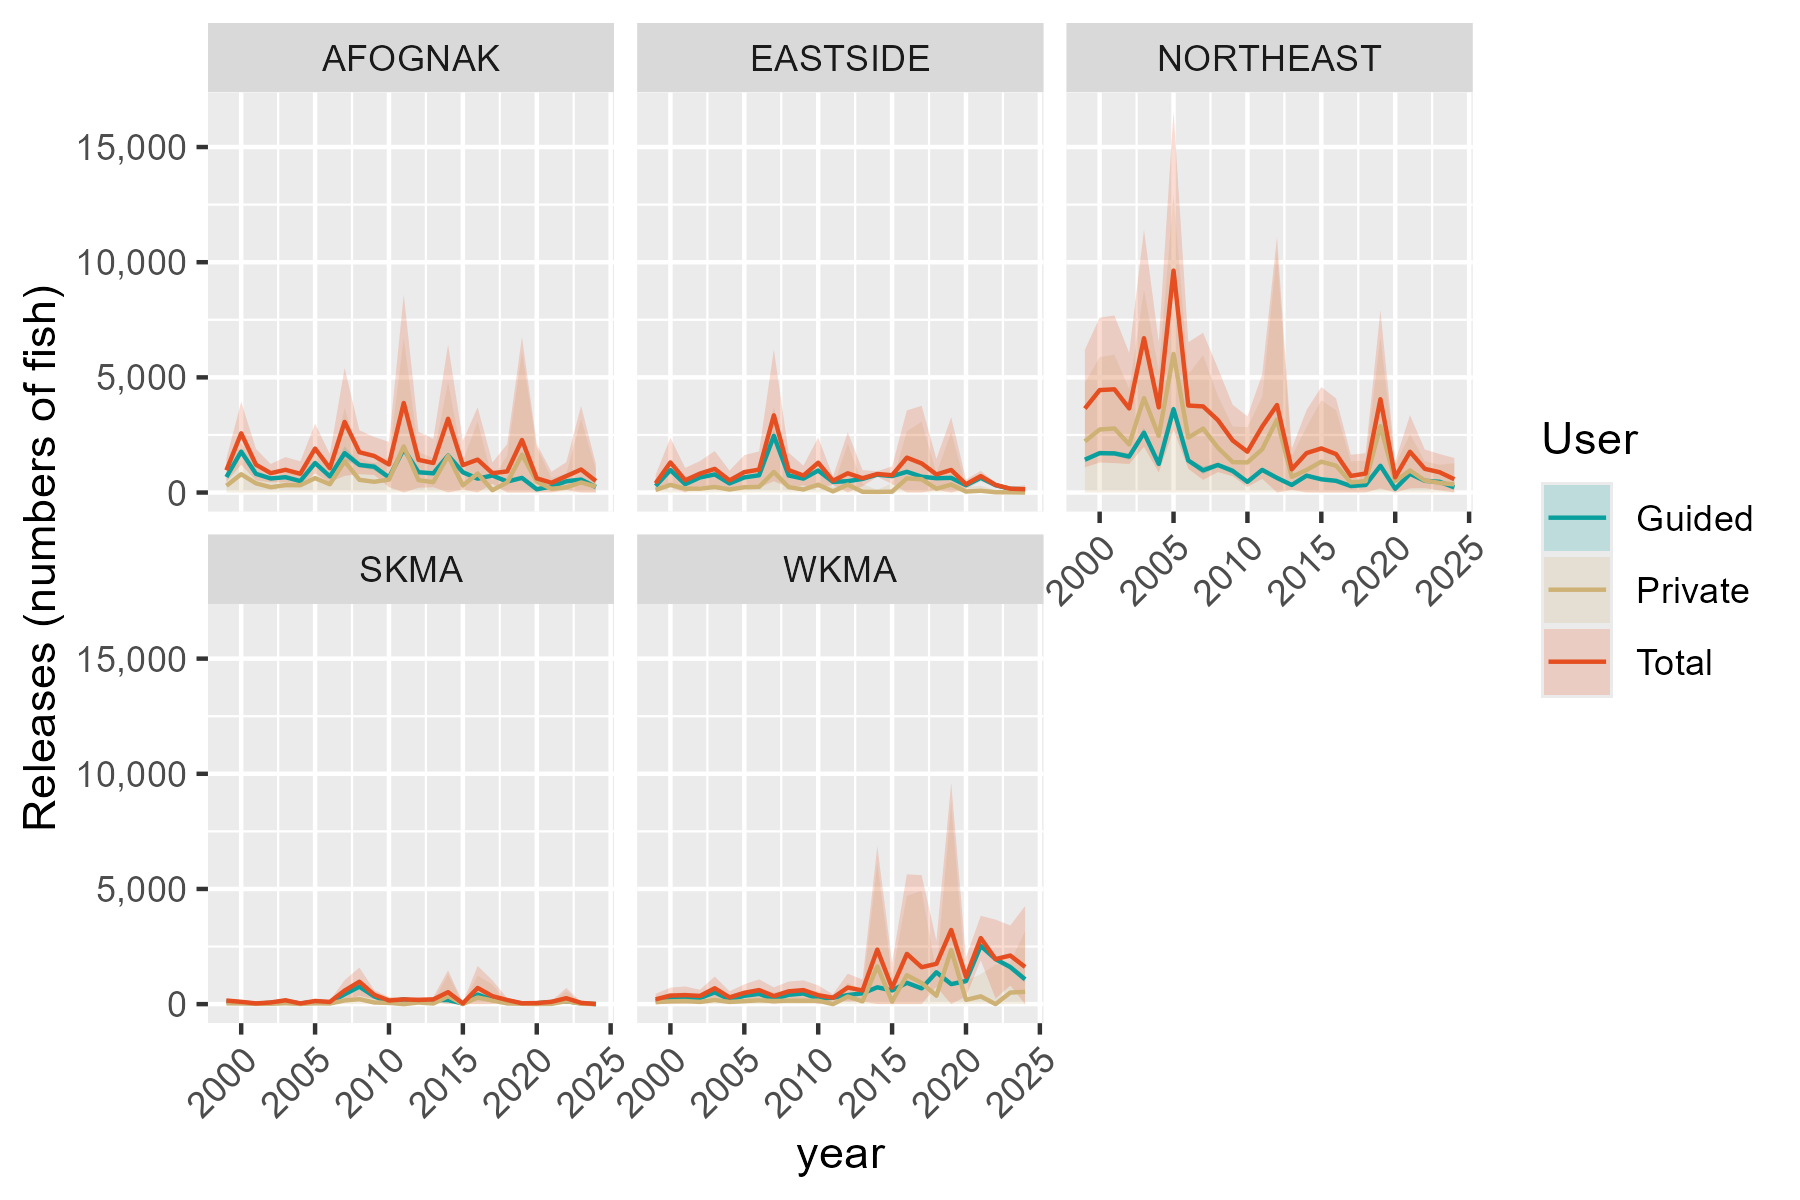 AFOGNAK
EASTSIDE
NORTHEAST
15,000
10,000
5,000
0
2000
2005
2010
2015
2020
2025
SKMA
WKMA
15,000
10,000
5,000
0
2000
2005
2010
2015
2020
2025
2000
2005
2010
2015
2020
2025
year
Releases (numbers of fish)
User
Guided
Private
Total